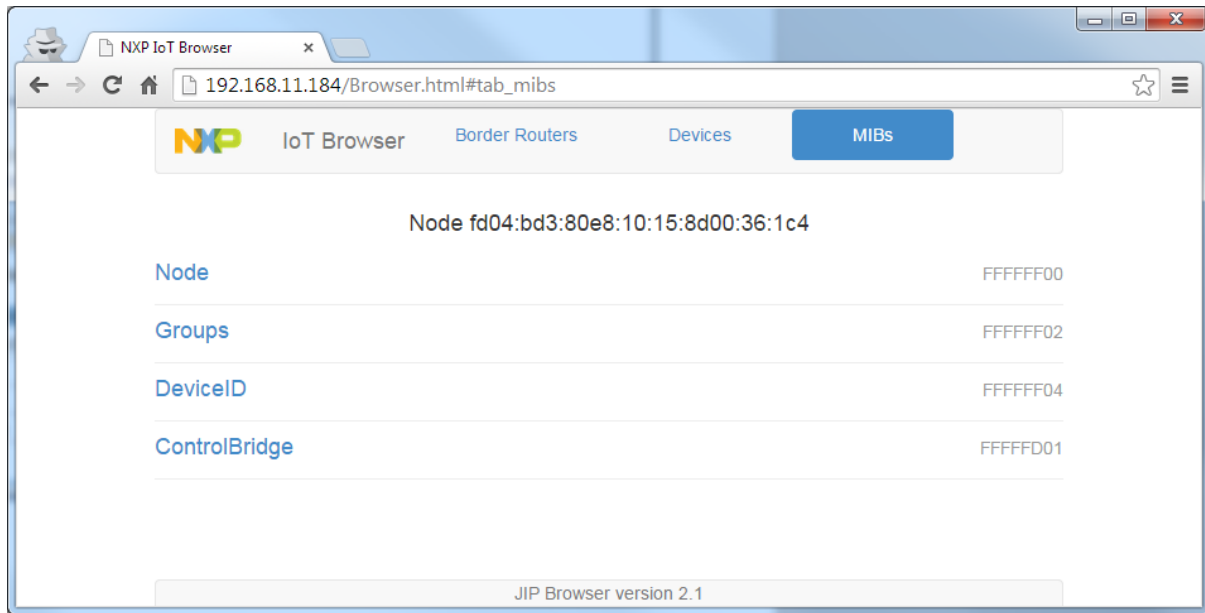 NXP IoT Browser
192.168.11.184/Browser.html#tab_mibs
NXP IoT Browser Border Routers Devices MIBs
Node fd04:bd3:80e8:10:15:8d00:36:1c4
Node FFFFFF00
Groups FFFFFF02
DeviceID FFFFFF04
ControlBridge FFFFFD01
JIP Browser version 2.1